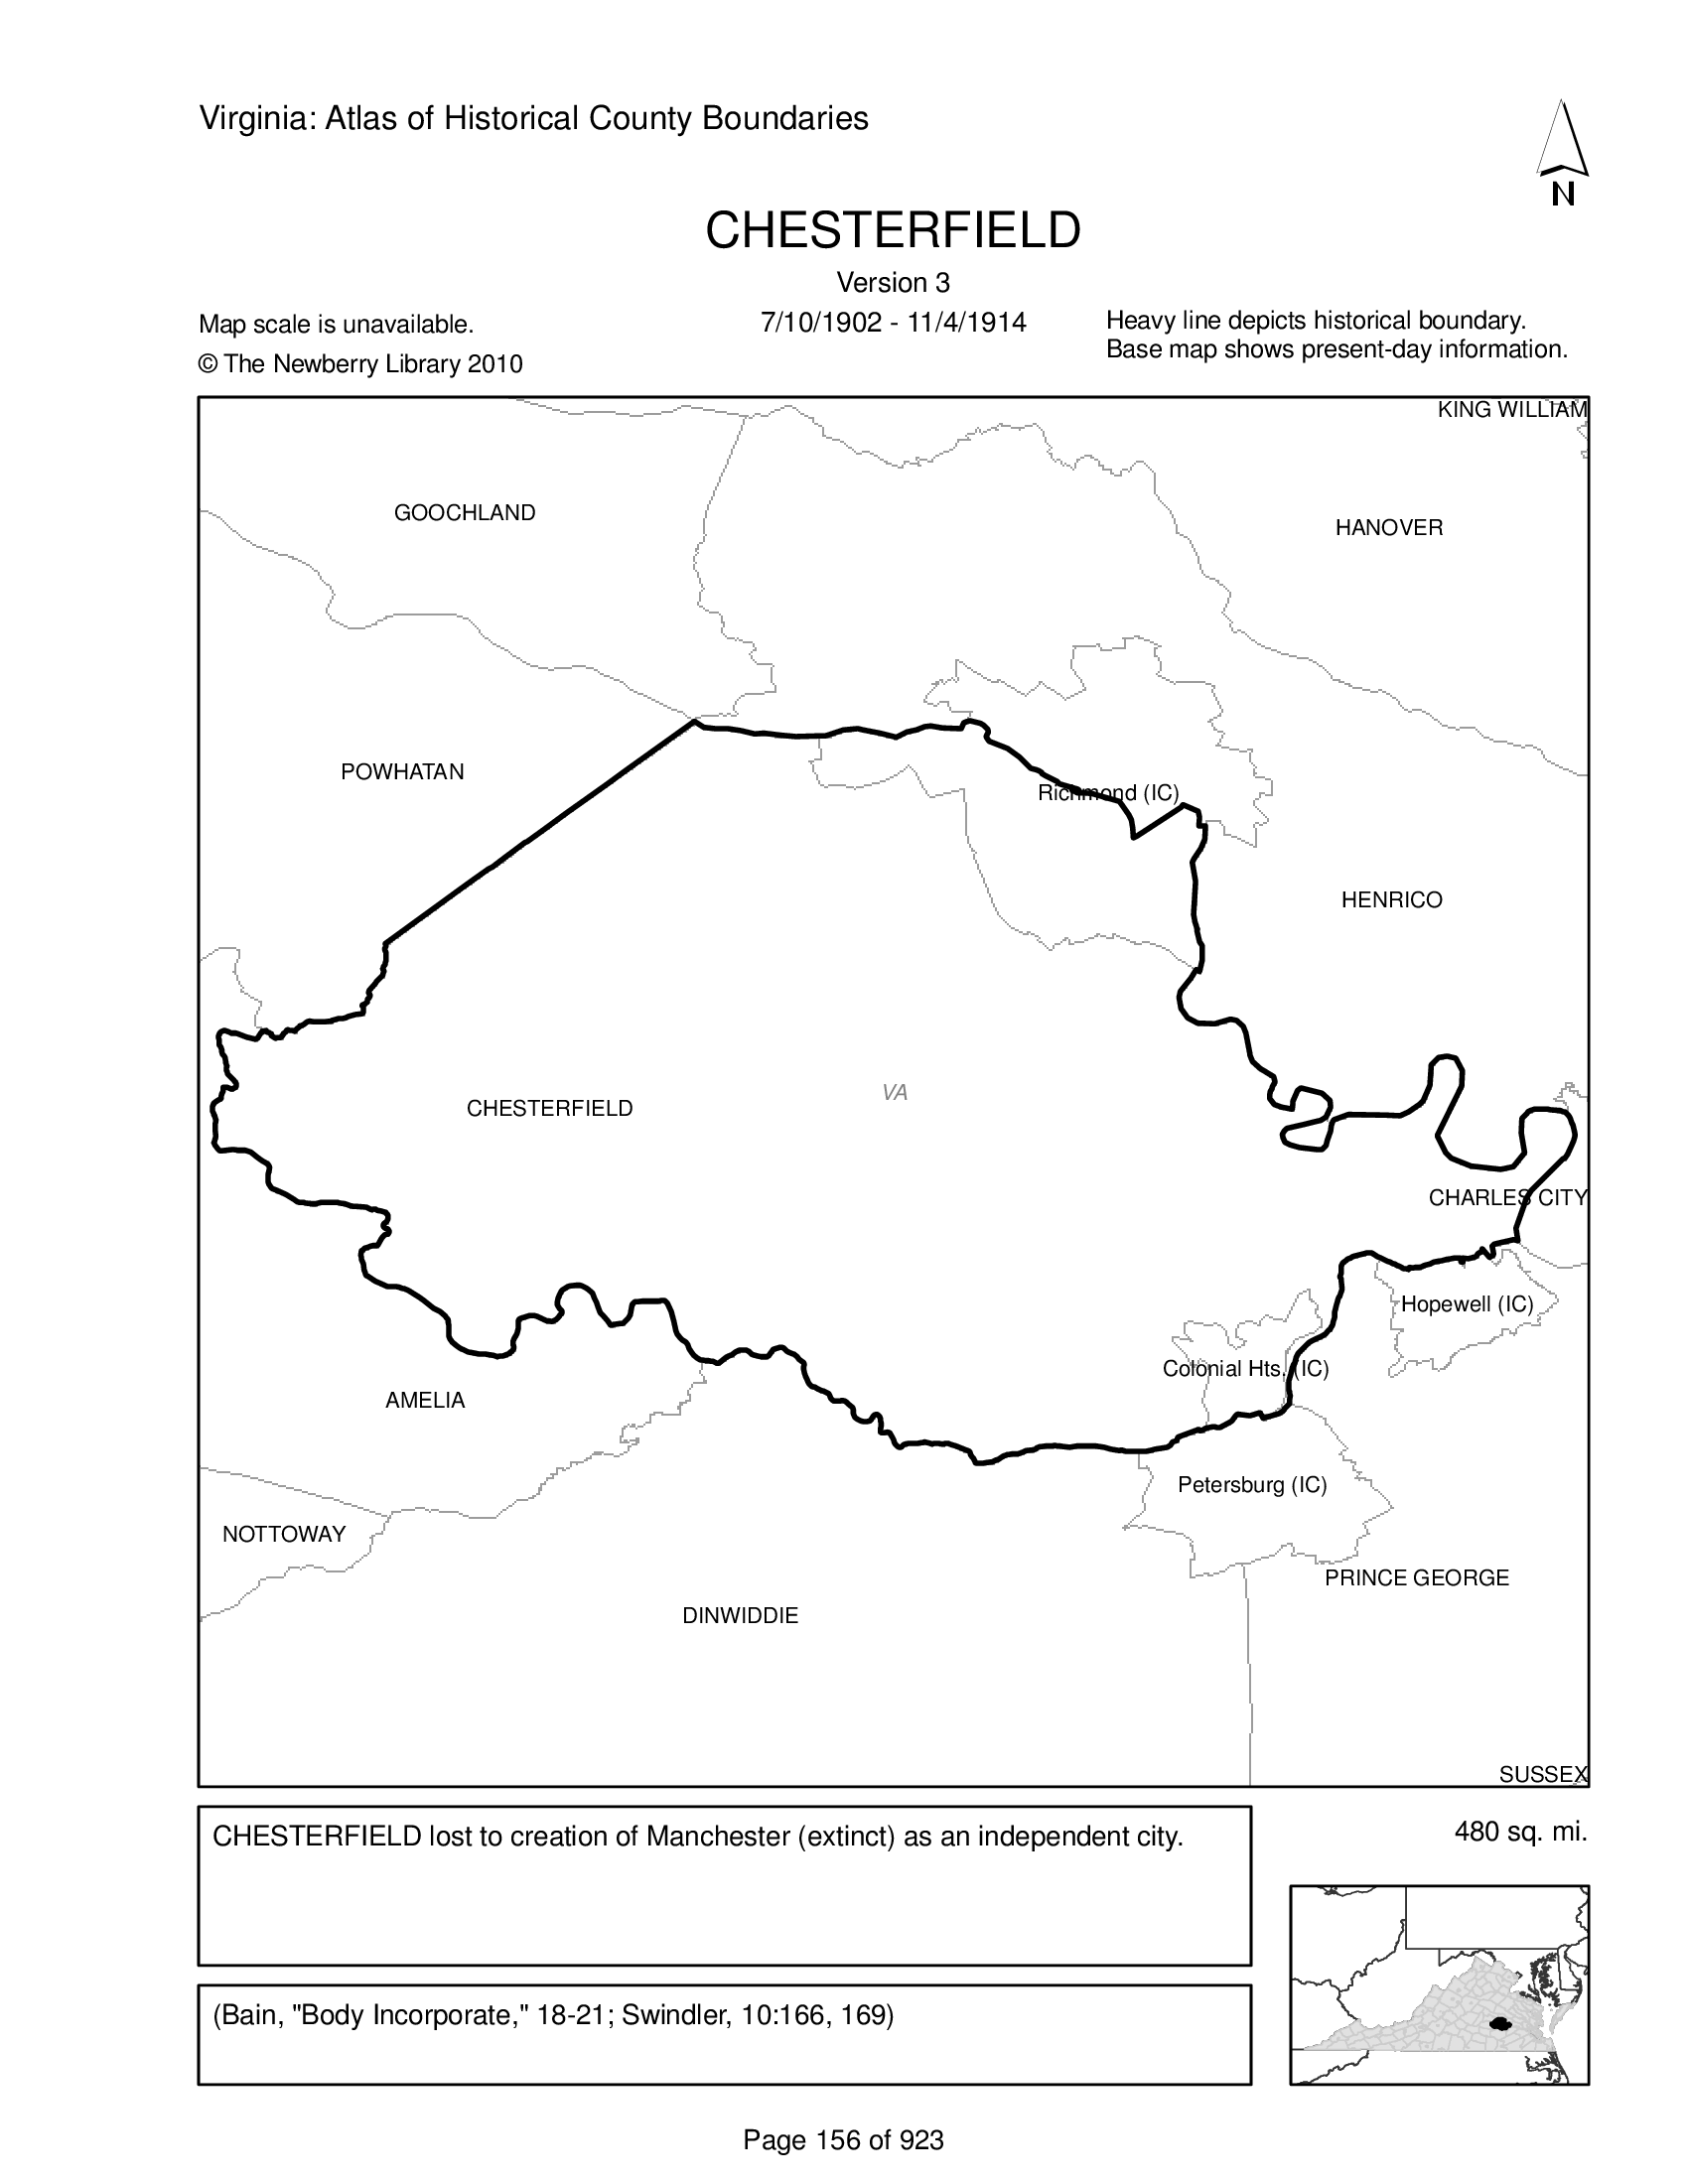 Virginia: Atlas of Historical County Boundaries
N
CHESTERFIELD
Version 3
7/10/1902 - 11/4/1914
Map scale is unavailable.
© The Newberry Library 2010
Heavy line depicts historical boundary.
Base map shows present-day information.
KING WILLIAM
GOOCHLAND
HANOVER
POWHATAN
Richmond (IC)
HENRICO
VA
CHESTERFIELD
CHARLES CITY
Hopewell (IC)
Colonial Hts. (IC)
AMELIA
Petersburg (IC)
NOTTOWAY
PRINCE GEORGE
DINWIDDIE
SUSSEX
CHESTERFIELD lost to creation of Manchester (extinct) as an independent city.
480 sq. mi.
(Bain, "Body Incorporate," 18-21; Swindler, 10:166, 169)
Page 156 of 923